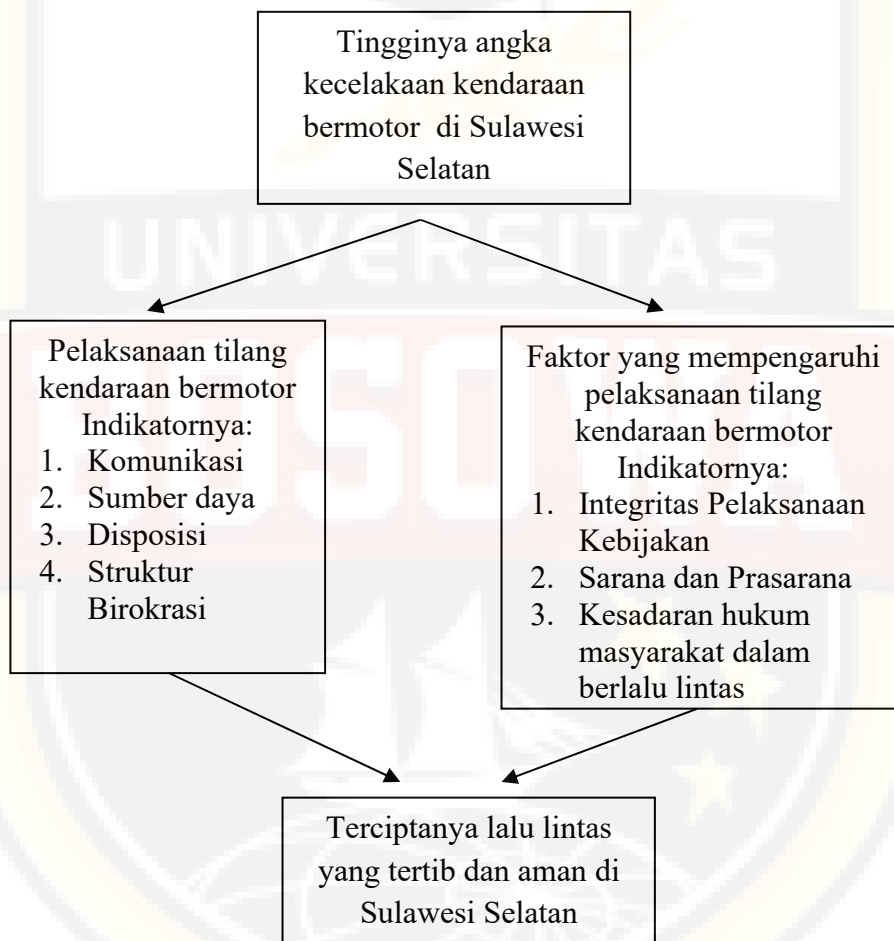 Tingginya angka
kecelakaan kendaraan
bermotor di Sulawesi
Selatan
UNIVERSITAS
BOSOWA
Pelaksanaan tilang
kendaraan bermotor
Indikatornya:
1. Komunikasi
2. Sumber daya
3. Disposisi
4. Struktur
Birokrasi
Faktor yang mempengaruhi
pelaksanaan tilang
kendaraan bermotor
Indikatornya:
1. Integritas Pelaksanaan
Kebijakan
2. Sarana dan Prasarana
3. Kesadaran hukum
masyarakat dalam
berlalu lintas
Terciptanya lalu lintas
yang tertib dan aman di
Sulawesi Selatan